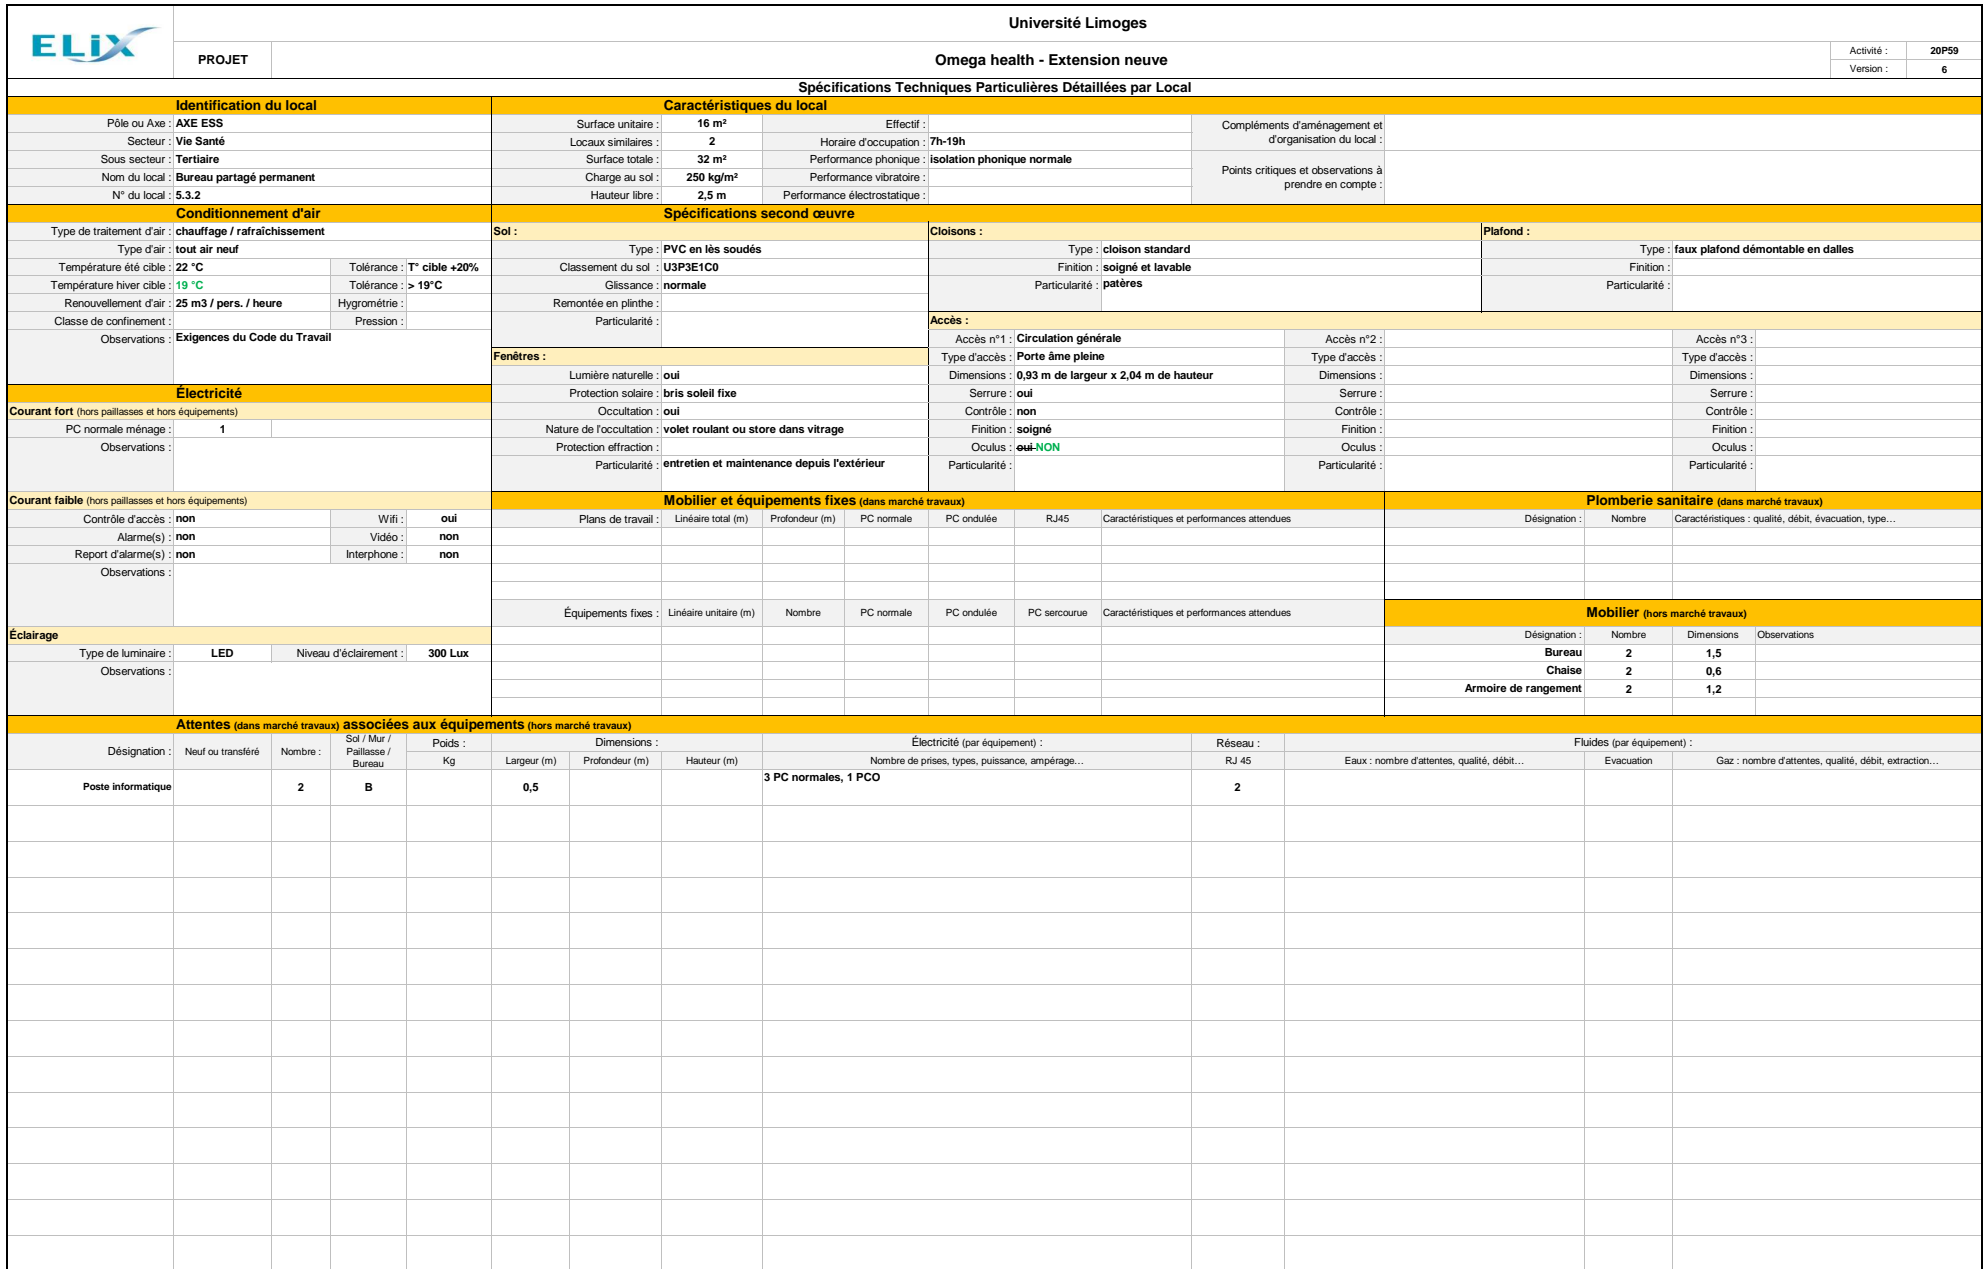 ELiX
Université Limoges
PROJET
Omega health - Extension neuve
Activité : 20P59
Version : 6
Spécifications Techniques Particulières Détaillées par Local
Identification du local
Pôle ou Axe : AXE ESS
Secteur : Vie Santé
Sous secteur : Tertiaire
Nom du local : Bureau partagé permanent
N° du local : 5.3.2
Caractéristiques du local
Surface unitaire : 16 m²
Locaux similaires : 2
Surface totale : 32 m²
Charge au sol : 250 kg/m²
Hauteur libre : 2,5 m
Effectif :
Horaire d'occupation : 7h-19h
Performance phonique : isolation phonique normale
Performance vibratoire :
Performance électrostatique :
Compléments d'aménagement et
d'organisation du local :
Points critiques et observations à
prendre en compte :
Conditionnement d'air
Type de traitement d'air : chauffage / rafraîchissement
Type d'air : tout air neuf
Température été cible : 22 °C Tolérance : T° cible +20%
Température hiver cible : 19 °C Tolérance : > 19°C
Renouvellement d'air : 25 m3 / pers. / heure Hygrométrie :
Classe de confinement : Pression :
Observations : Exigences du Code du Travail
Spécifications second œuvre
Sol :
Type : PVC en lès soudés
Classement du sol : U3P3E1C0
Glissance : normale
Remontée en plinthe :
Particularité :
Cloisons :
Type : cloison standard
Finition : soigné et lavable
Particularité : patères
Plafond :
Type : faux plafond démontable en dalles
Finition :
Particularité :
Fenêtres :
Lumière naturelle : oui
Protection solaire : bris soleil fixe
Occultation : oui
Nature de l'occultation : volet roulant ou store dans vitrage
Protection effraction :
Particularité : entretien et maintenance depuis l'extérieur
Accès :
Accès n°1 : Circulation générale
Type d'accès : Porte âme pleine
Dimensions : 0,93 m de largeur x 2,04 m de hauteur
Serrure : oui
Contrôle : non
Finition : soigné
Oculus : oui NON
Particularité :
Accès n°2 :
Type d'accès :
Dimensions :
Serrure :
Contrôle :
Finition :
Oculus :
Particularité :
Accès n°3 :
Type d'accès :
Dimensions :
Serrure :
Contrôle :
Finition :
Oculus :
Particularité :
Électricité
Courant fort (hors paillasses et hors équipements)
PC normale ménage : 1
Observations :
Courant faible (hors paillasses et hors équipements)
Contrôle d'accès : non Wifi : oui
Alarme(s) : non Vidéo : non
Report d'alarme(s) : non Interphone : non
Observations :
Éclairage
Type de luminaire : LED Niveau d'éclairement : 300 Lux
Observations :
Mobilier et équipements fixes (dans marché travaux)
Plans de travail : Linéaire total (m) Profondeur (m) PC normale PC ondulée RJ45 Caractéristiques et performances attendues
Équipements fixes : Linéaire unitaire (m) Nombre PC normale PC ondulée PC sercourue Caractéristiques et performances attendues
Plomberie sanitaire (dans marché travaux)
Désignation : Nombre Caractéristiques : qualité, débit, évacuation, type…
Mobilier (hors marché travaux)
Désignation : Nombre Dimensions Observations
Bureau 2 1,5
Chaise 2 0,6
Armoire de rangement 2 1,2
Attentes (dans marché travaux) associées aux équipements (hors marché travaux)
Désignation : Neuf ou transféré Nombre :
Sol / Mur /
Paillasse /
Bureau
Poids :
Kg
Dimensions :
Largeur (m) Profondeur (m) Hauteur (m)
Électricité (par équipement) :
Nombre de prises, types, puissance, ampérage…
Réseau :
RJ 45
Fluides (par équipement) :
Eaux : nombre d'attentes, qualité, débit… Evacuation Gaz : nombre d'attentes, qualité, débit, extraction…
Poste informatique 2 B 0,5 3 PC normales, 1 PCO 2